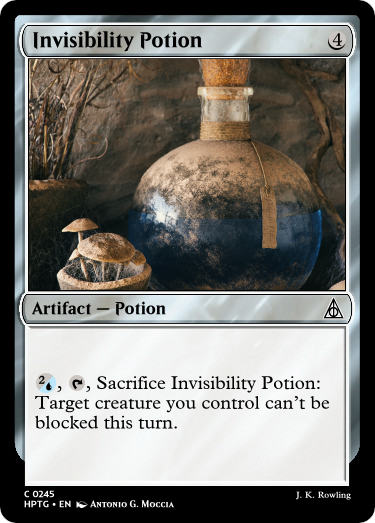 Invisibility Potion 4
Artifact — Potion
2, , Sacrifice Invisibility Potion:
Target creature you control can't be
blocked this turn.
C 0245
HPTG • EN Antonio G. Moccia
J. K. Rowling